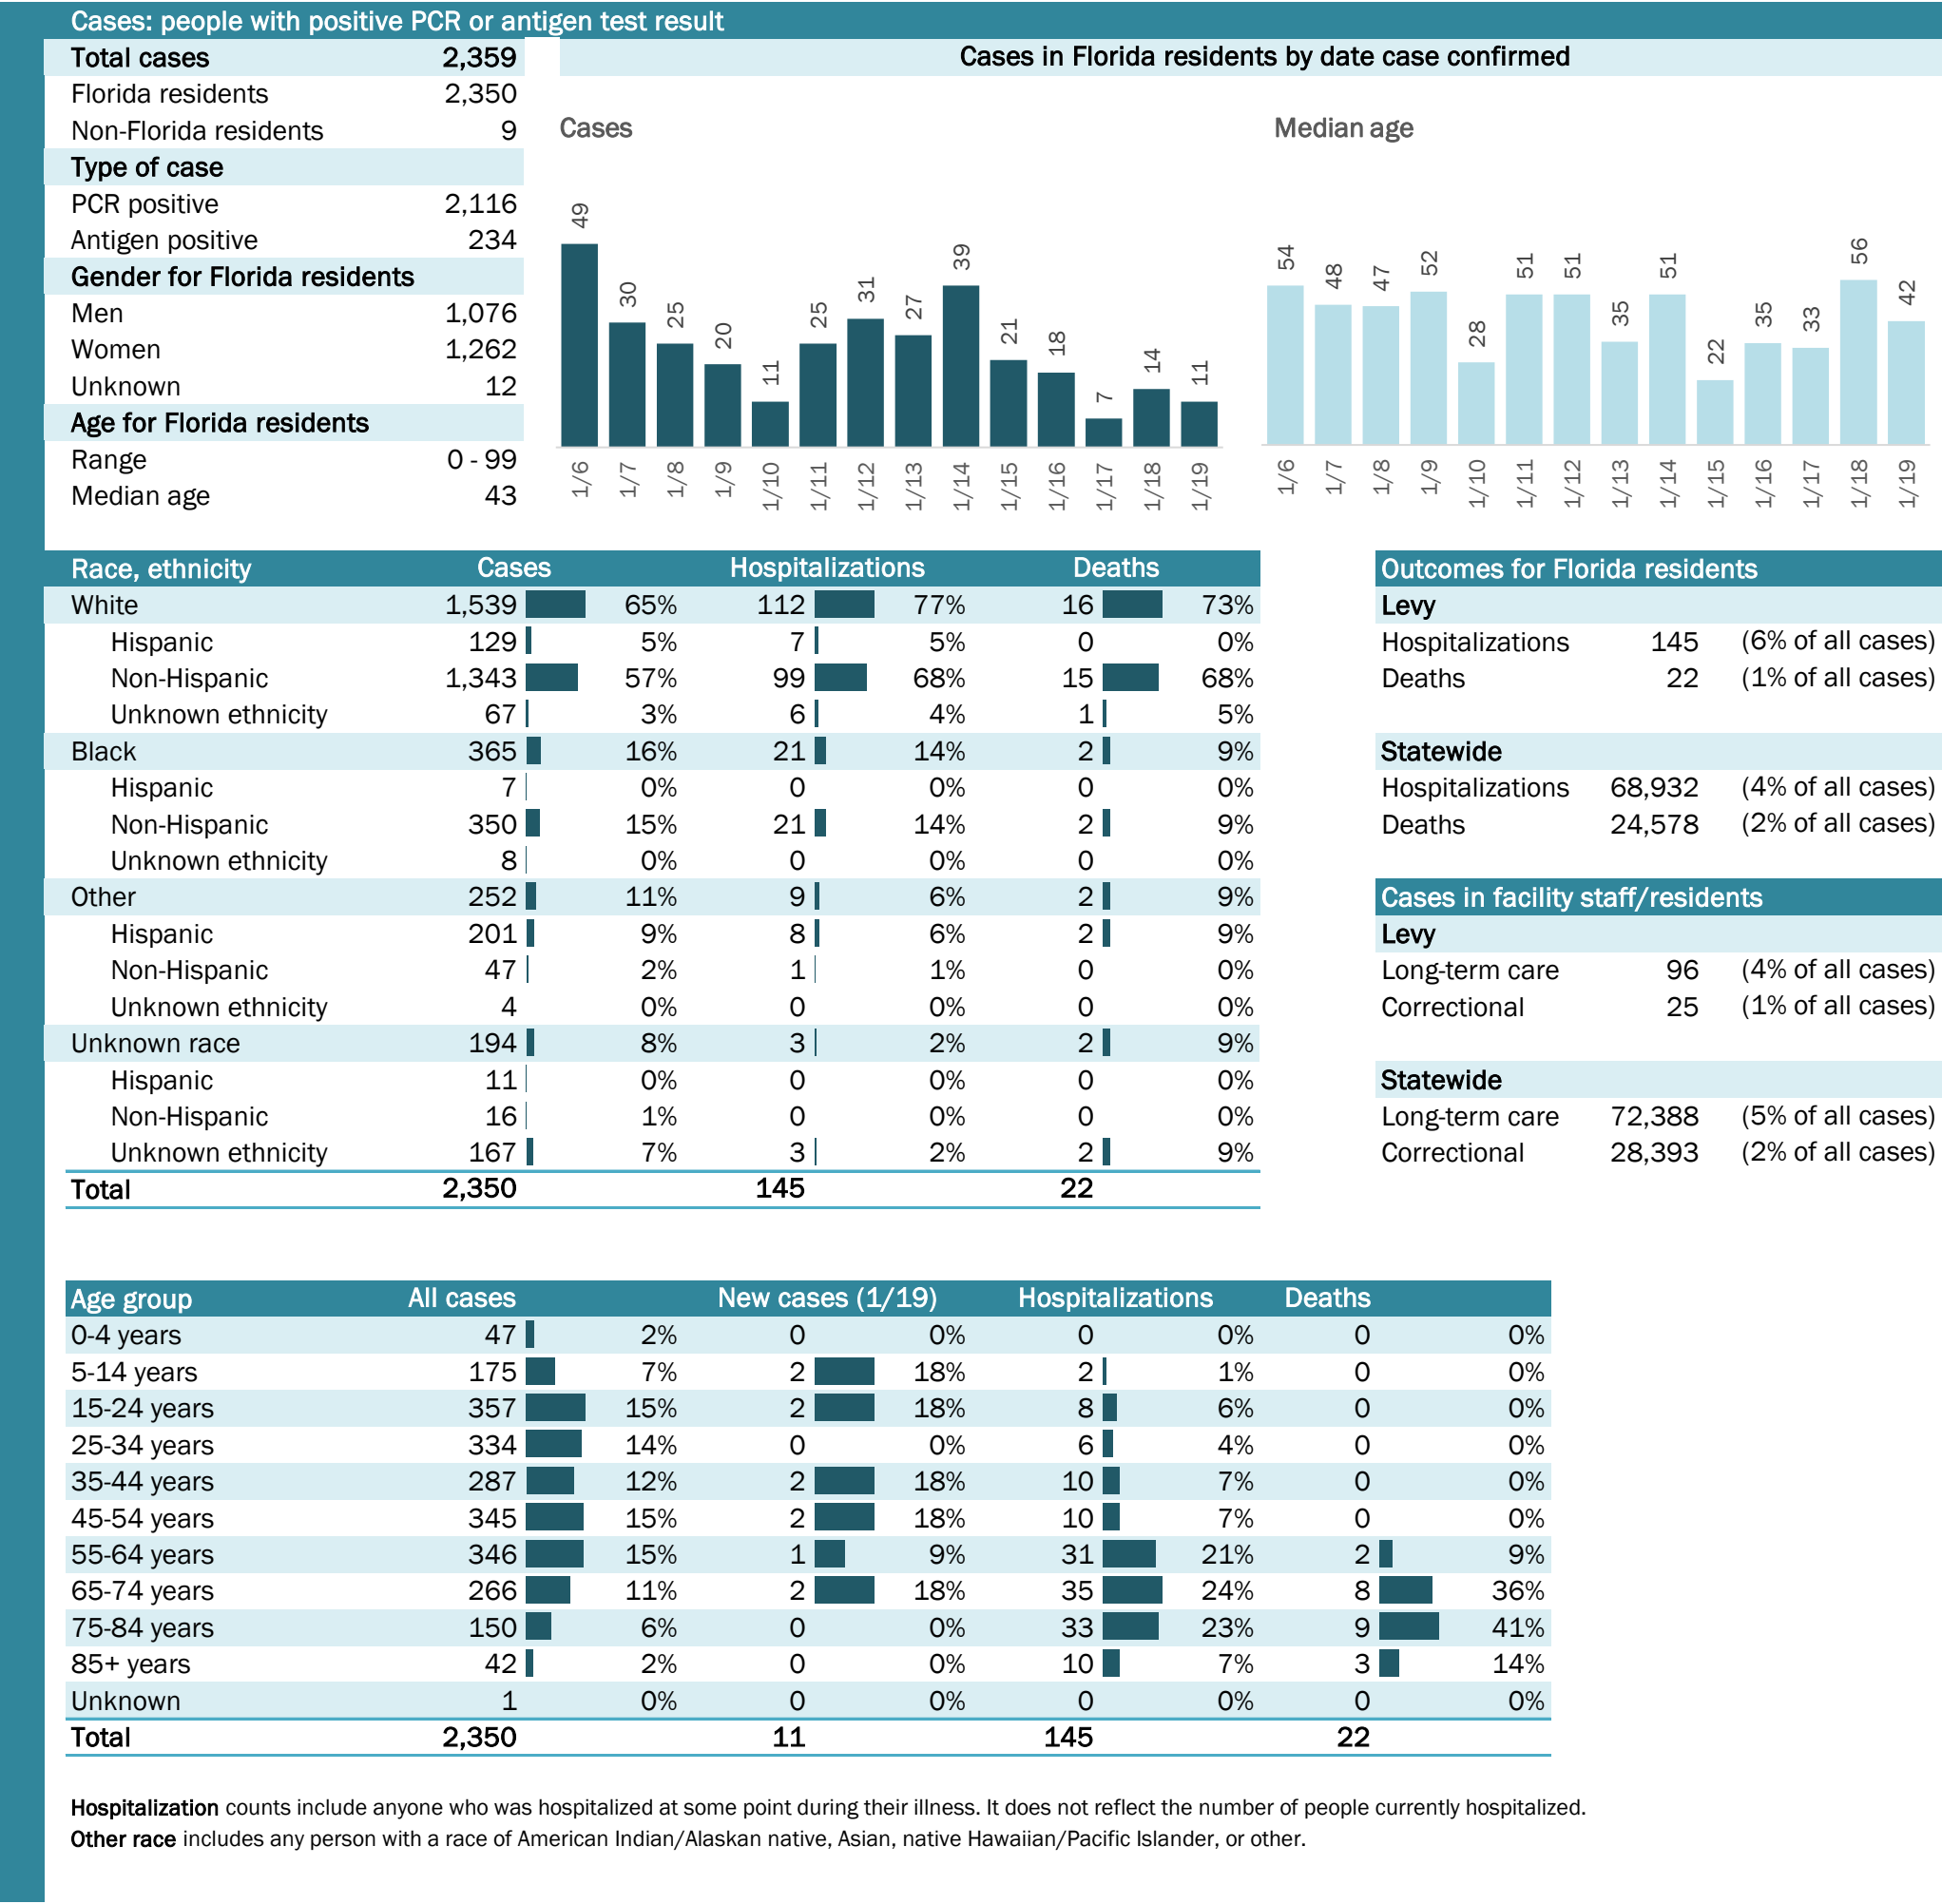 Cases: people with positive PCR or antigen test result
Total cases 2,359
Florida residents 2,350
Non-Florida residents 9
Type of case
PCR positive 2,116
Antigen positive 234
Gender for Florida residents
Men 1,076
Women 1,262
Unknown 12
Age for Florida residents
Range 0 - 99
Median age 43
Cases in Florida residents by date case confirmed
Cases
49 30 25 20 11 25 31 27 39 21 18 7 14 11
1/6 1/7 1/8 1/9 1/10 1/11 1/12 1/13 1/14 1/15 1/16 1/17 1/18 1/19
Median age
54 48 47 52 28 51 51 35 51 22 35 33 56 42
1/6 1/7 1/8 1/9 1/10 1/11 1/12 1/13 1/14 1/15 1/16 1/17 1/18 1/19
Race, ethnicity Cases Hospitalizations Deaths
White 1,539 65% 112 77% 16 73%
Hispanic 129 5% 7 5% 0 0%
Non-Hispanic 1,343 57% 99 68% 15 68%
Unknown ethnicity 67 3% 6 4% 1 5%
Black 365 16% 21 14% 2 9%
Hispanic 7 0% 0 0% 0 0%
Non-Hispanic 350 15% 21 14% 2 9%
Unknown ethnicity 8 0% 0 0% 0 0%
Other 252 11% 9 6% 2 9%
Hispanic 201 9% 8 6% 2 9%
Non-Hispanic 47 2% 1 1% 0 0%
Unknown ethnicity 4 0% 0 0% 0 0%
Unknown race 194 8% 3 2% 2 9%
Hispanic 11 0% 0 0% 0 0%
Non-Hispanic 16 1% 0 0% 0 0%
Unknown ethnicity 167 7% 3 2% 2 9%
Total 2,350 145 22
Outcomes for Florida residents
Levy
Hospitalizations 145 (6% of all cases)
Deaths 22 (1% of all cases)
Statewide
Hospitalizations 68,932 (4% of all cases)
Deaths 24,578 (2% of all cases)
Cases in facility staff/residents
Levy
Long-term care 96 (4% of all cases)
Correctional 25 (1% of all cases)
Statewide
Long-term care 72,388 (5% of all cases)
Correctional 28,393 (2% of all cases)
Age group All cases New cases (1/19) Hospitalizations Deaths
0-4 years 47 2% 0 0% 0 0% 0 0%
5-14 years 175 7% 2 18% 2 1% 0 0%
15-24 years 357 15% 2 18% 8 6% 0 0%
25-34 years 334 14% 0 0% 6 4% 0 0%
35-44 years 287 12% 2 18% 10 7% 0 0%
45-54 years 345 15% 2 18% 10 7% 0 0%
55-64 years 346 15% 1 9% 31 21% 2 9%
65-74 years 266 11% 2 18% 35 24% 8 36%
75-84 years 150 6% 0 0% 33 23% 9 41%
85+ years 42 2% 0 0% 10 7% 3 14%
Unknown 1 0% 0 0% 0 0% 0 0%
Total 2,350 11 145 22
Hospitalization counts include anyone who was hospitalized at some point during their illness. It does not reflect the number of people currently hospitalized.
Other race includes any person with a race of American Indian/Alaskan native, Asian, native Hawaiian/Pacific Islander, or other.